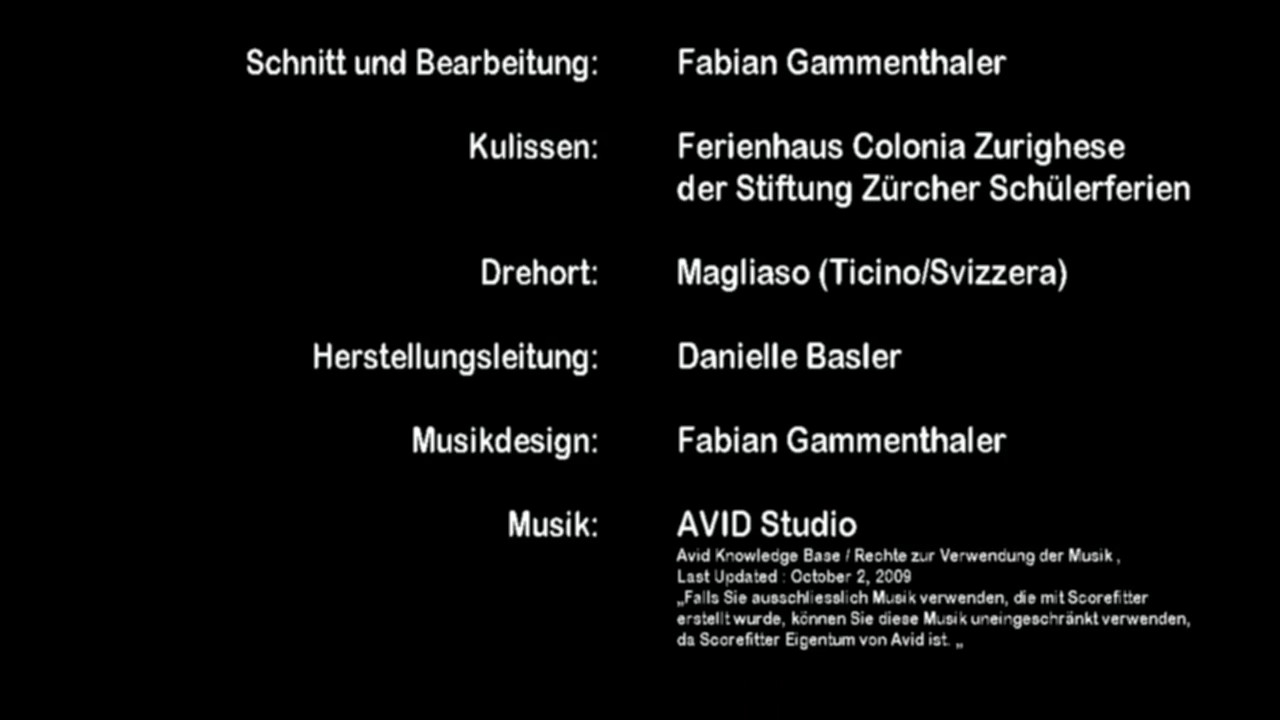 Schnitt und Bearbeitung: Fabian Gammenthaler
Kulissen: Ferienhaus Colonia Zurighese
der Stiftung Zürcher Schülerferien
Drehort: Magliaso (Ticino/Svizzera)
Herstellungsleitung: Danielle Basler
Musikdesign: Fabian Gammenthaler
Musik: AVID Studio
Avid Knowledge Base / Rechte zur Verwendung der Musik ,
Last Updated : October 2, 2009
„Falls Sie ausschliesslich Musik verwenden, die mit Scorefitter
erstellt wurde, können Sie diese Musik uneingeschränkt verwenden,
da Scorefitter Eigentum von Avid ist. „